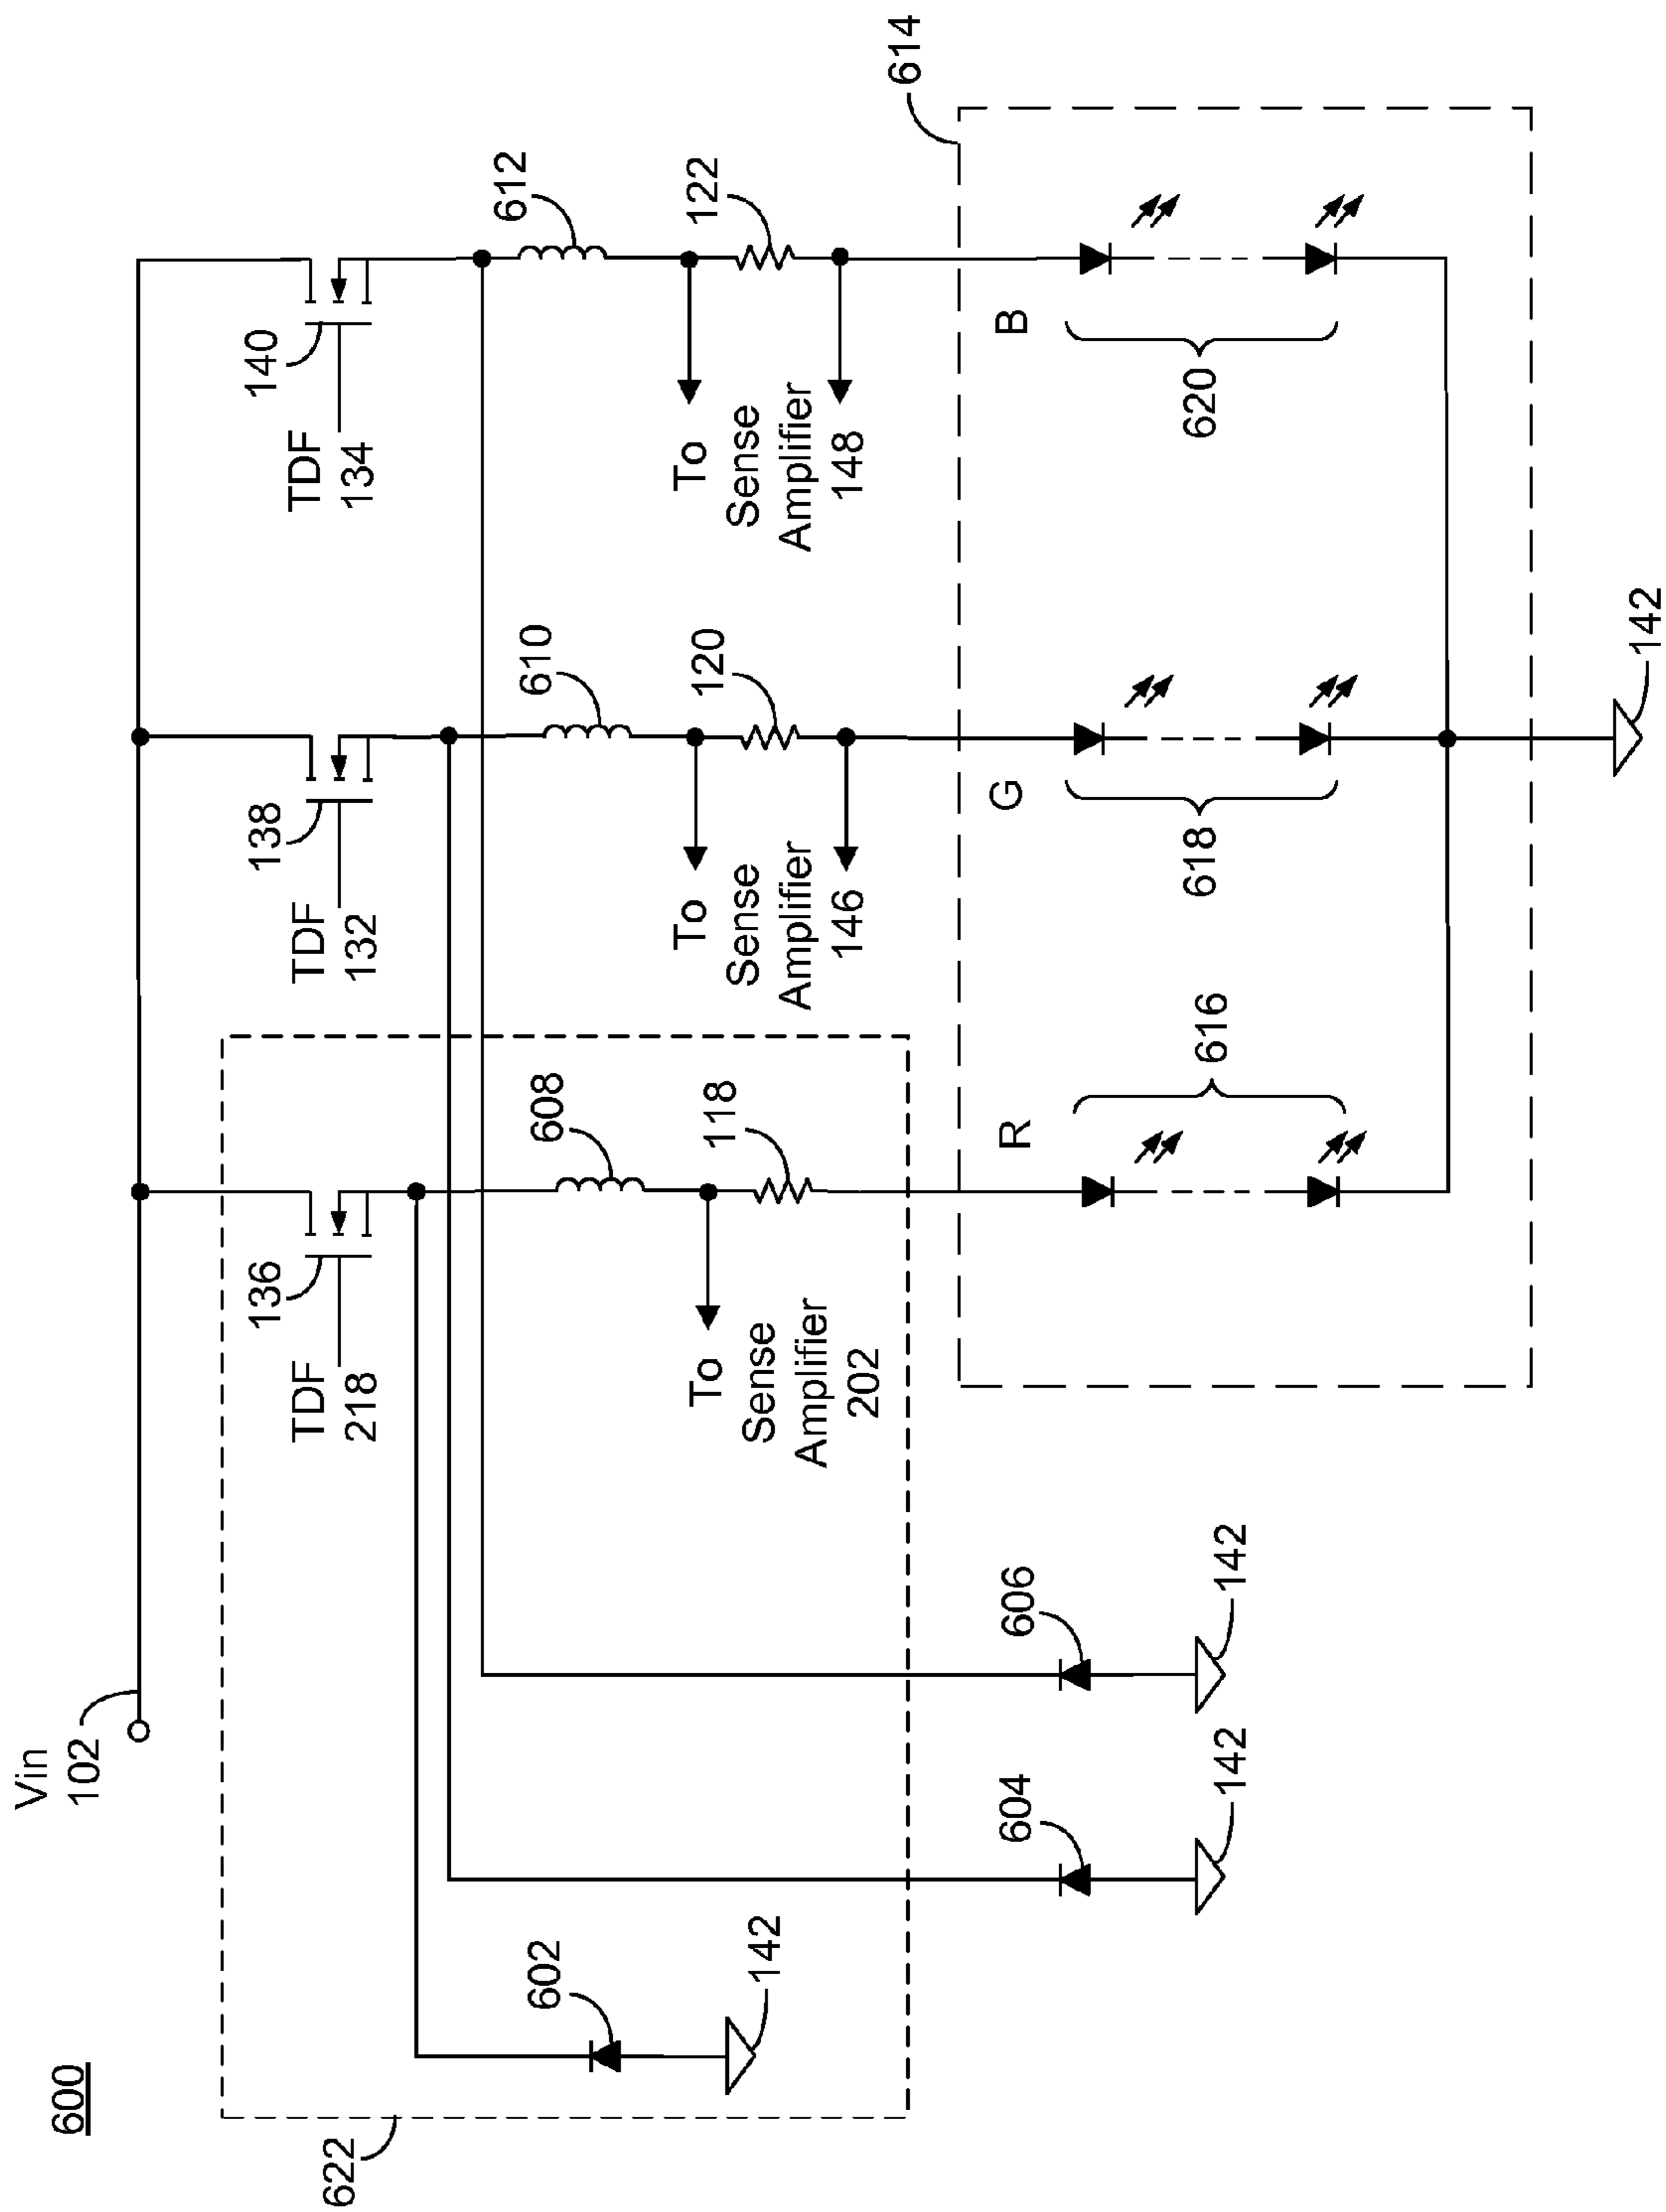 600
Vin
102
622
TDF
218
136
TDF
132
138
TDF
134
140
602
142
608
118
To
Sense
Amplifier
202
610
120
To
Sense
Amplifier
146
612
122
To
Sense
Amplifier
148
604
142
606
142
614
R
616
G
618
B
620
142